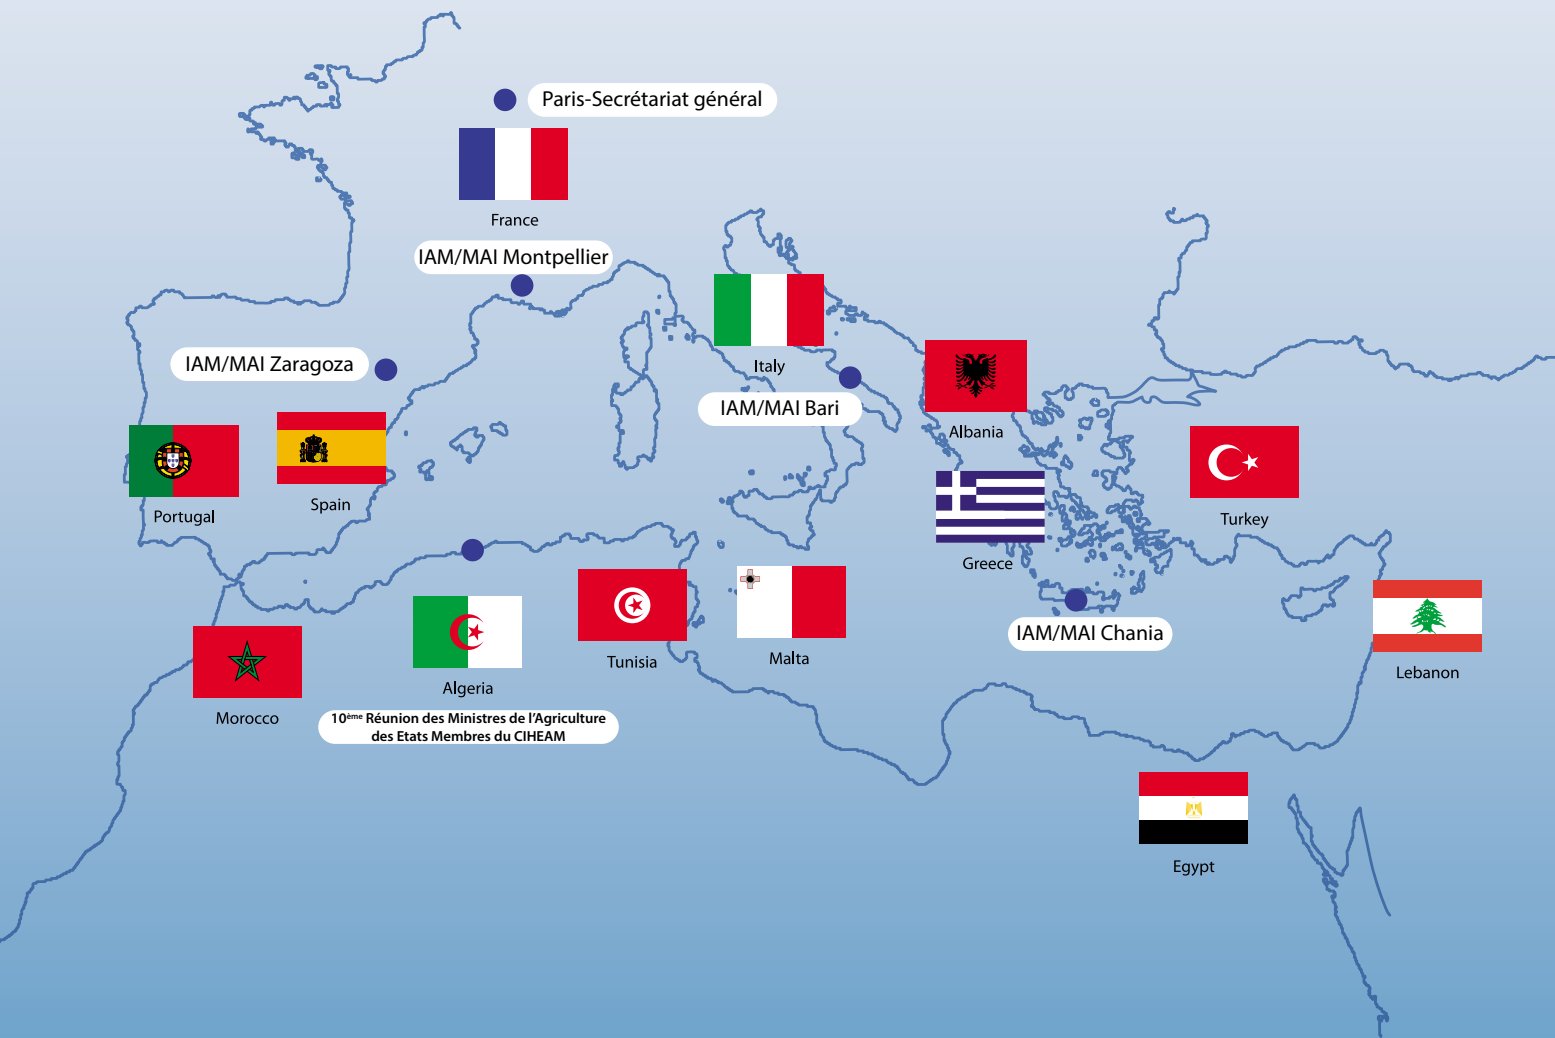 Paris-Secrétariat général
France
IAM/MAI Montpellier
IAM/MAI Zaragoza
Italy
IAM/MAI Bari
Albania
Portugal
Spain
Turkey
Greece
IAM/MAI Chania
Tunisia
Malta
Lebanon
Algeria
Morocco
10ème Réunion des Ministres de l'Agriculture
des Etats Membres du CIHEAM
Egypt